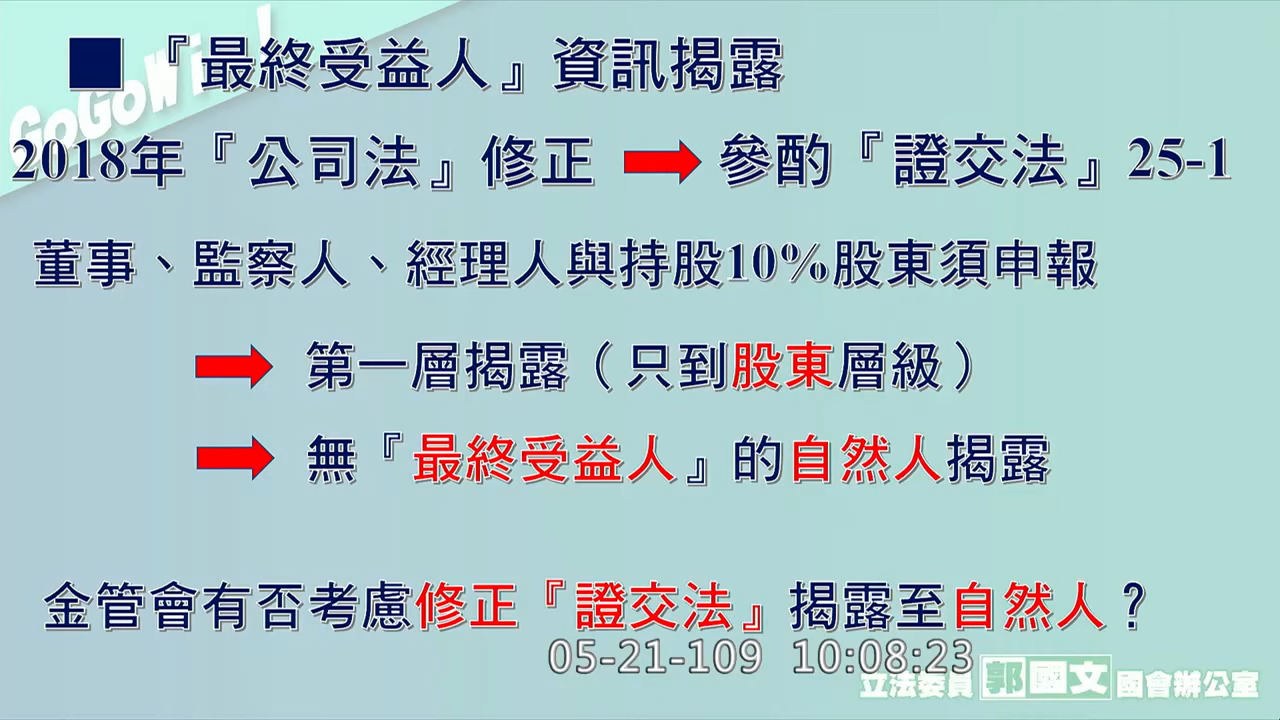 GoGoWin!
■『最終受益人』資訊揭露
2018年『公司法』修正 參酌『證交法』25-1
董事、監察人、經理人與持股10%股東須申報
第一層揭露（只到股東層級）
無『最終受益人』的自然人揭露
金管會有否考慮修正『證交法』揭露至自然人？
05-21-109 10:08:23
立法委員 郭國文 國會辦公室